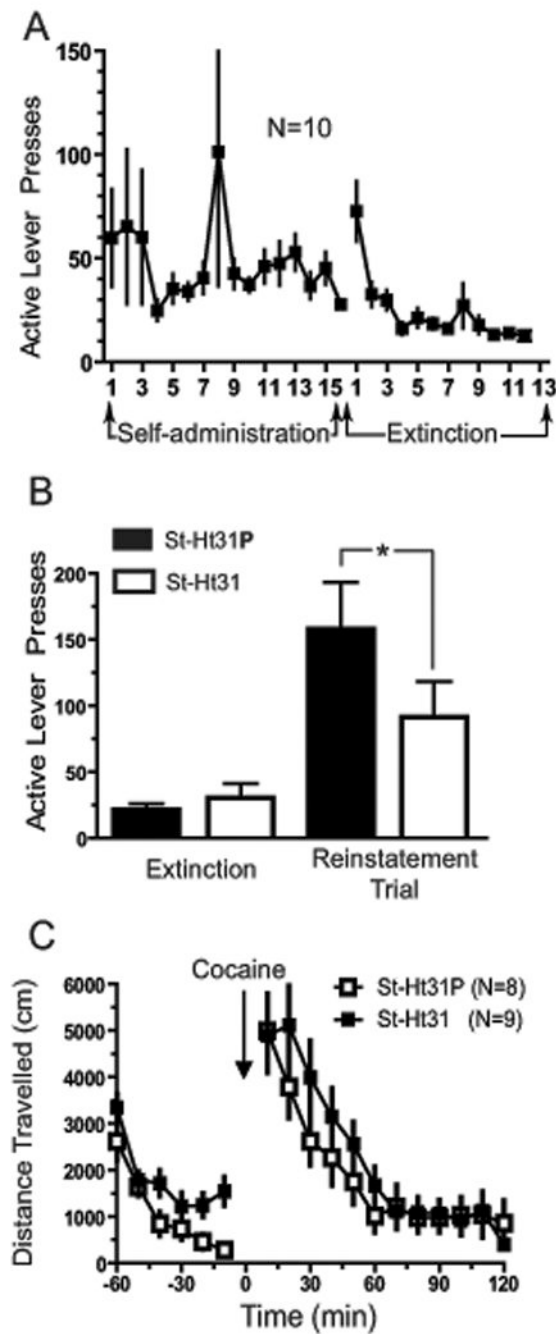 A
Active Lever Presses
150
100
50
0
N=10
1 3 5 7 9 11 13 15 1 3 5 7 9 11 13
Self-administration Extinction
B
St-Ht31P
St-Ht31
Active Lever Presses
200
150
100
50
0
*
Extinction
Reinstatement
Trial
C
Cocaine
St-Ht31P (N=8)
St-Ht31 (N=9)
Distance Travelled (cm)
6000
5000
4000
3000
2000
1000
0
-60 -30 0 30 60 90 120
Time (min)